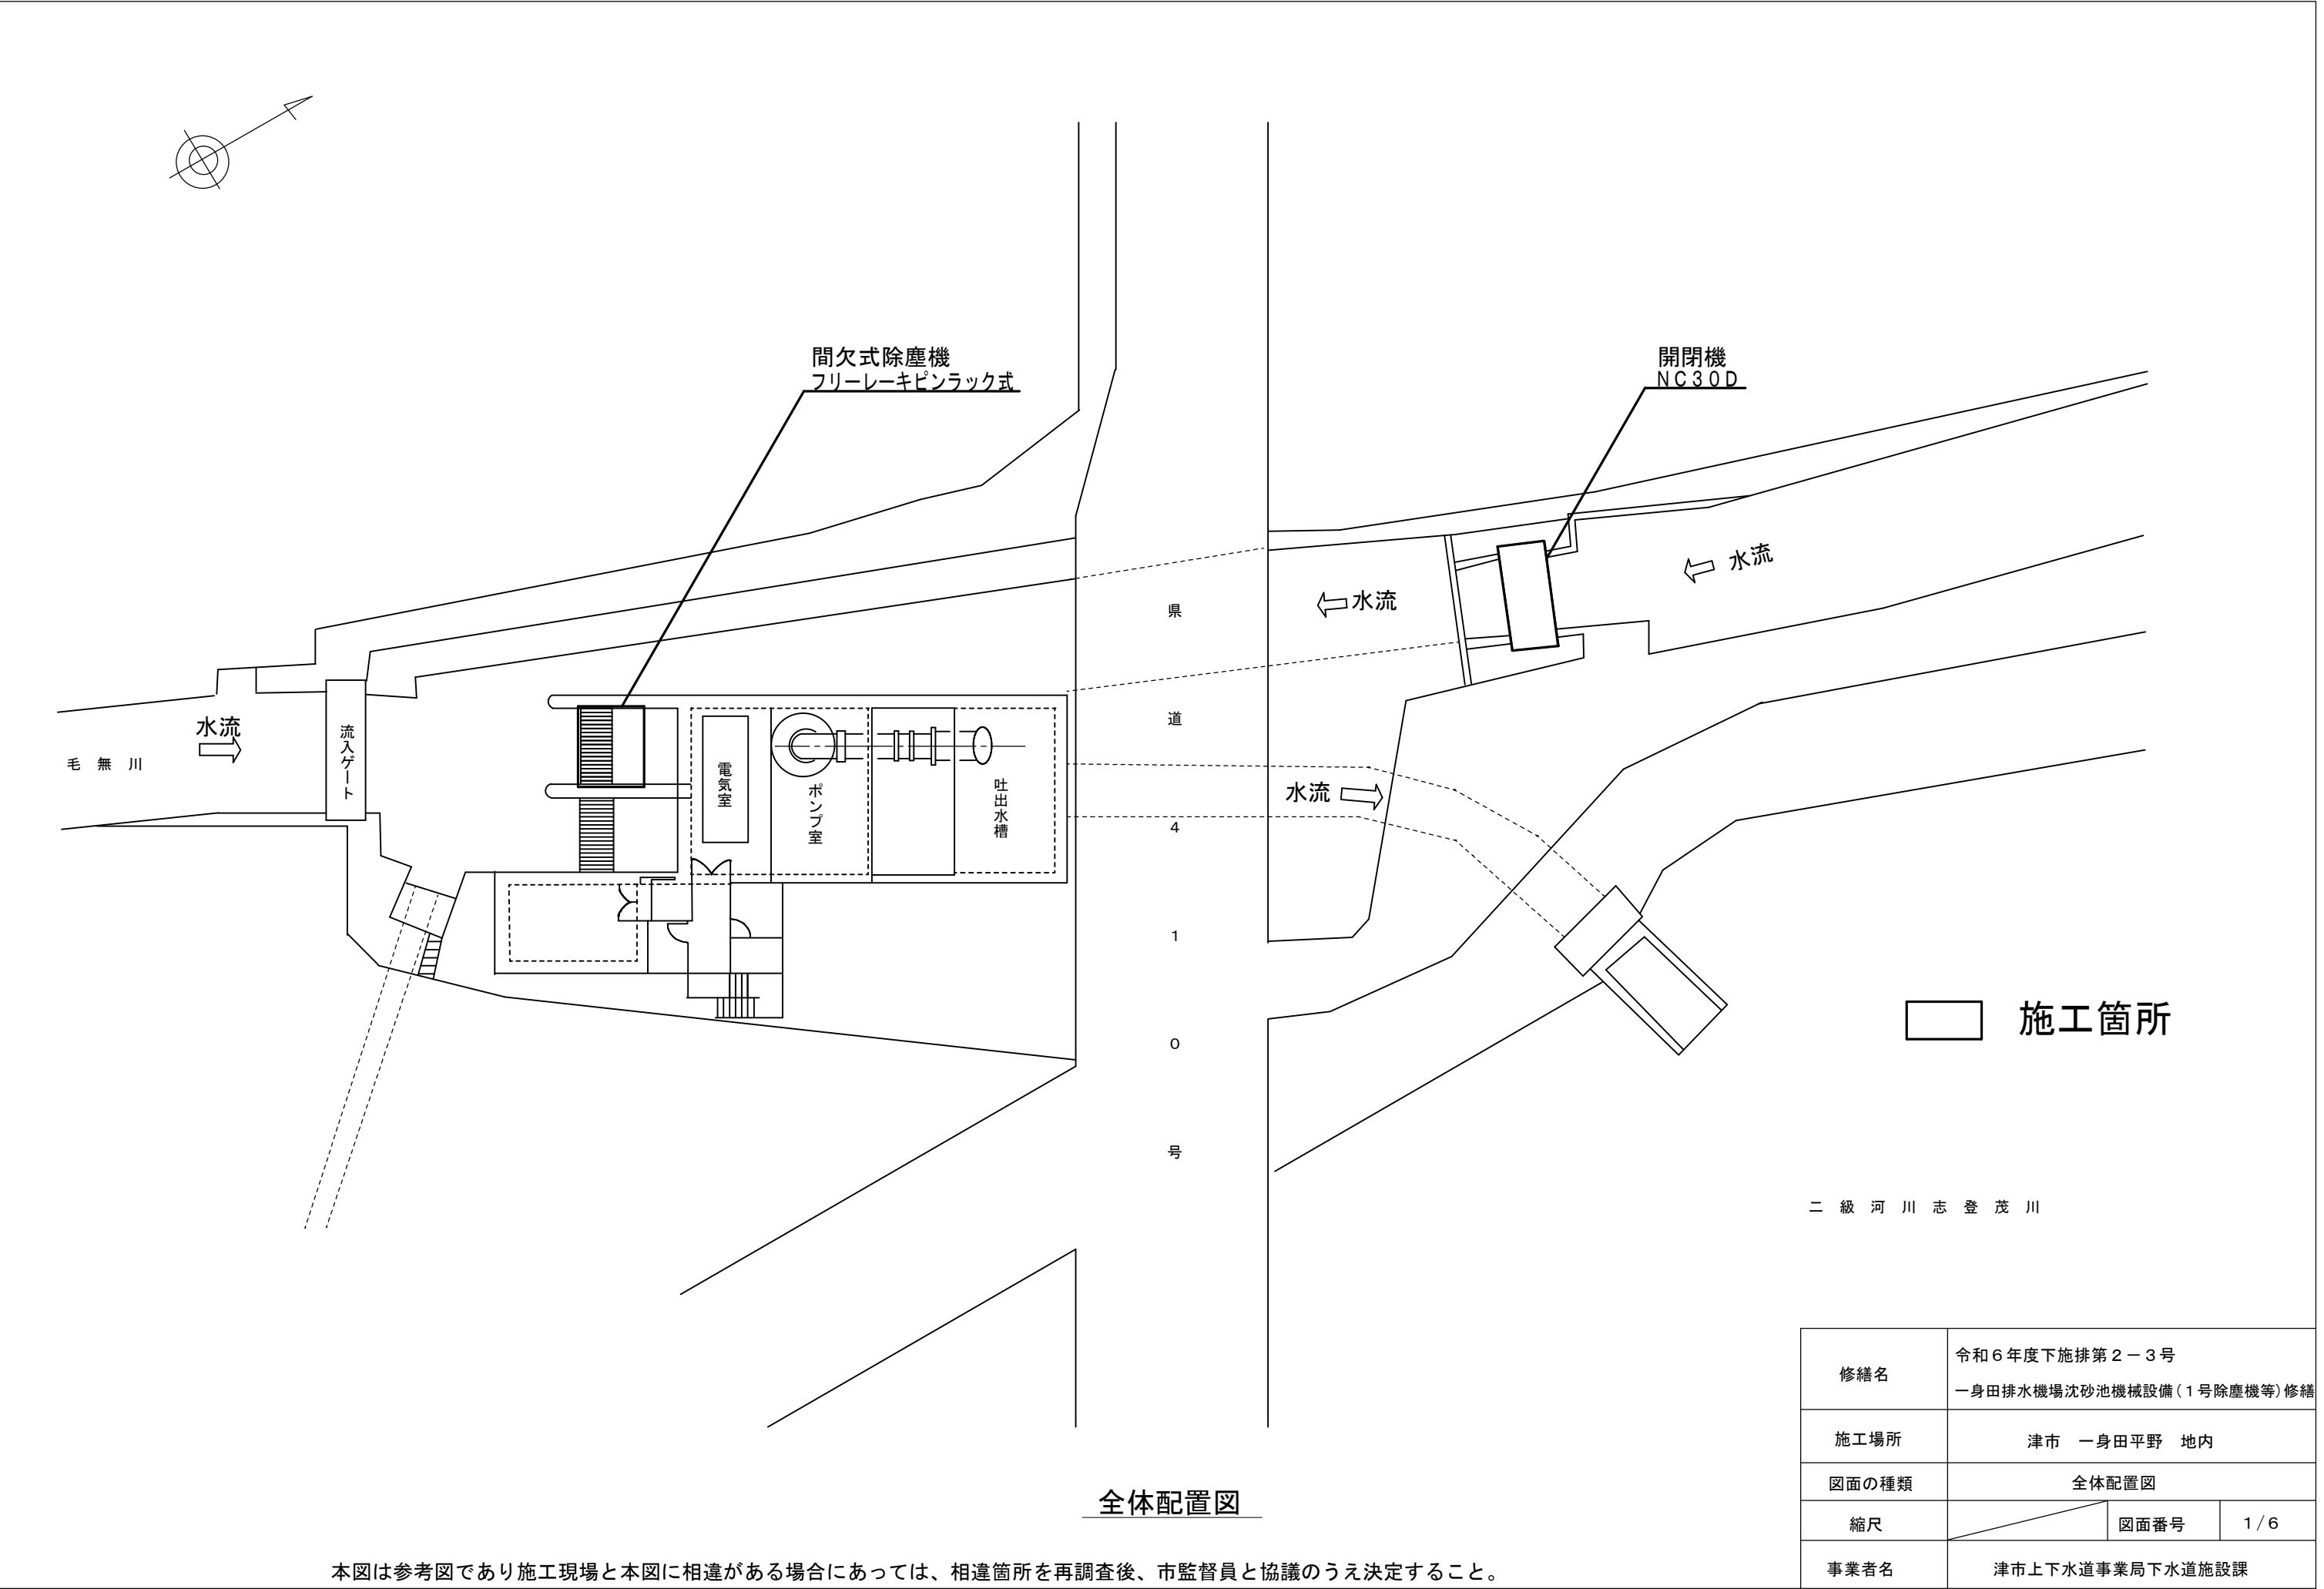 間欠式除塵機
フリーレーキピンラック式
開閉機
NC30D
水流
水流
県道410号
水流
毛無川
流入ゲート
電気室
ポンプ室
吐出水槽
水流
施工箇所
二級河川志登茂川
修繕名
令和６年度下施排第２－３号
一身田排水機場沈砂池機械設備（１号除塵機等）修繕
施工場所
津市　一身田平野　地内
図面の種類
全体配置図
縮尺
図面番号
１/６
事業者名
津市上下水道事業局下水道施設課
全体配置図
本図は参考図であり施工現場と本図に相違がある場合にあっては、相違箇所を再調査後、市監督員と協議のうえ決定すること。